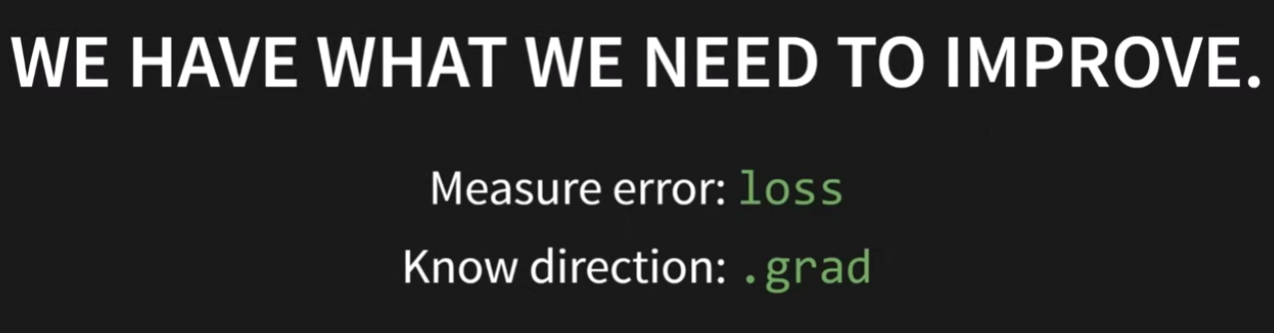 WE HAVE WHAT WE NEED TO IMPROVE.
Measure error: loss
Know direction: .grad